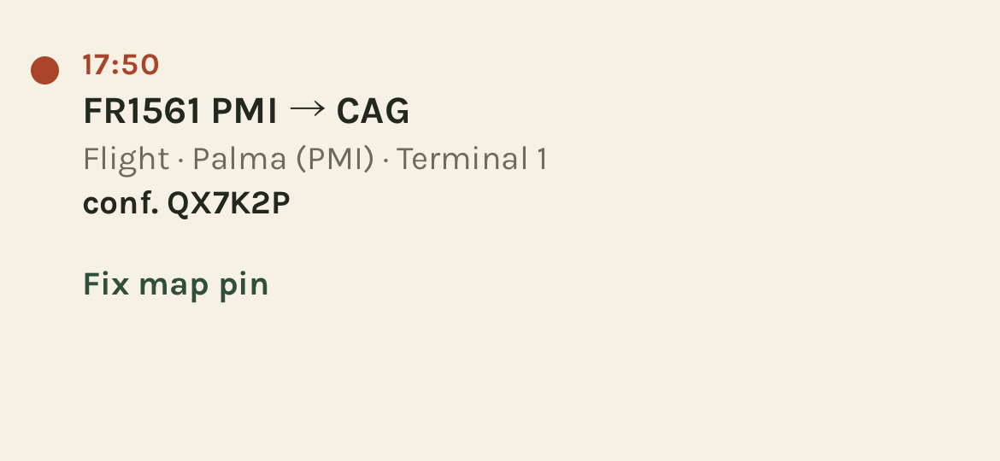 17:50
FR1561 PMI → CAG
Flight · Palma (PMI) · Terminal 1
conf. QX7K2P
Fix map pin